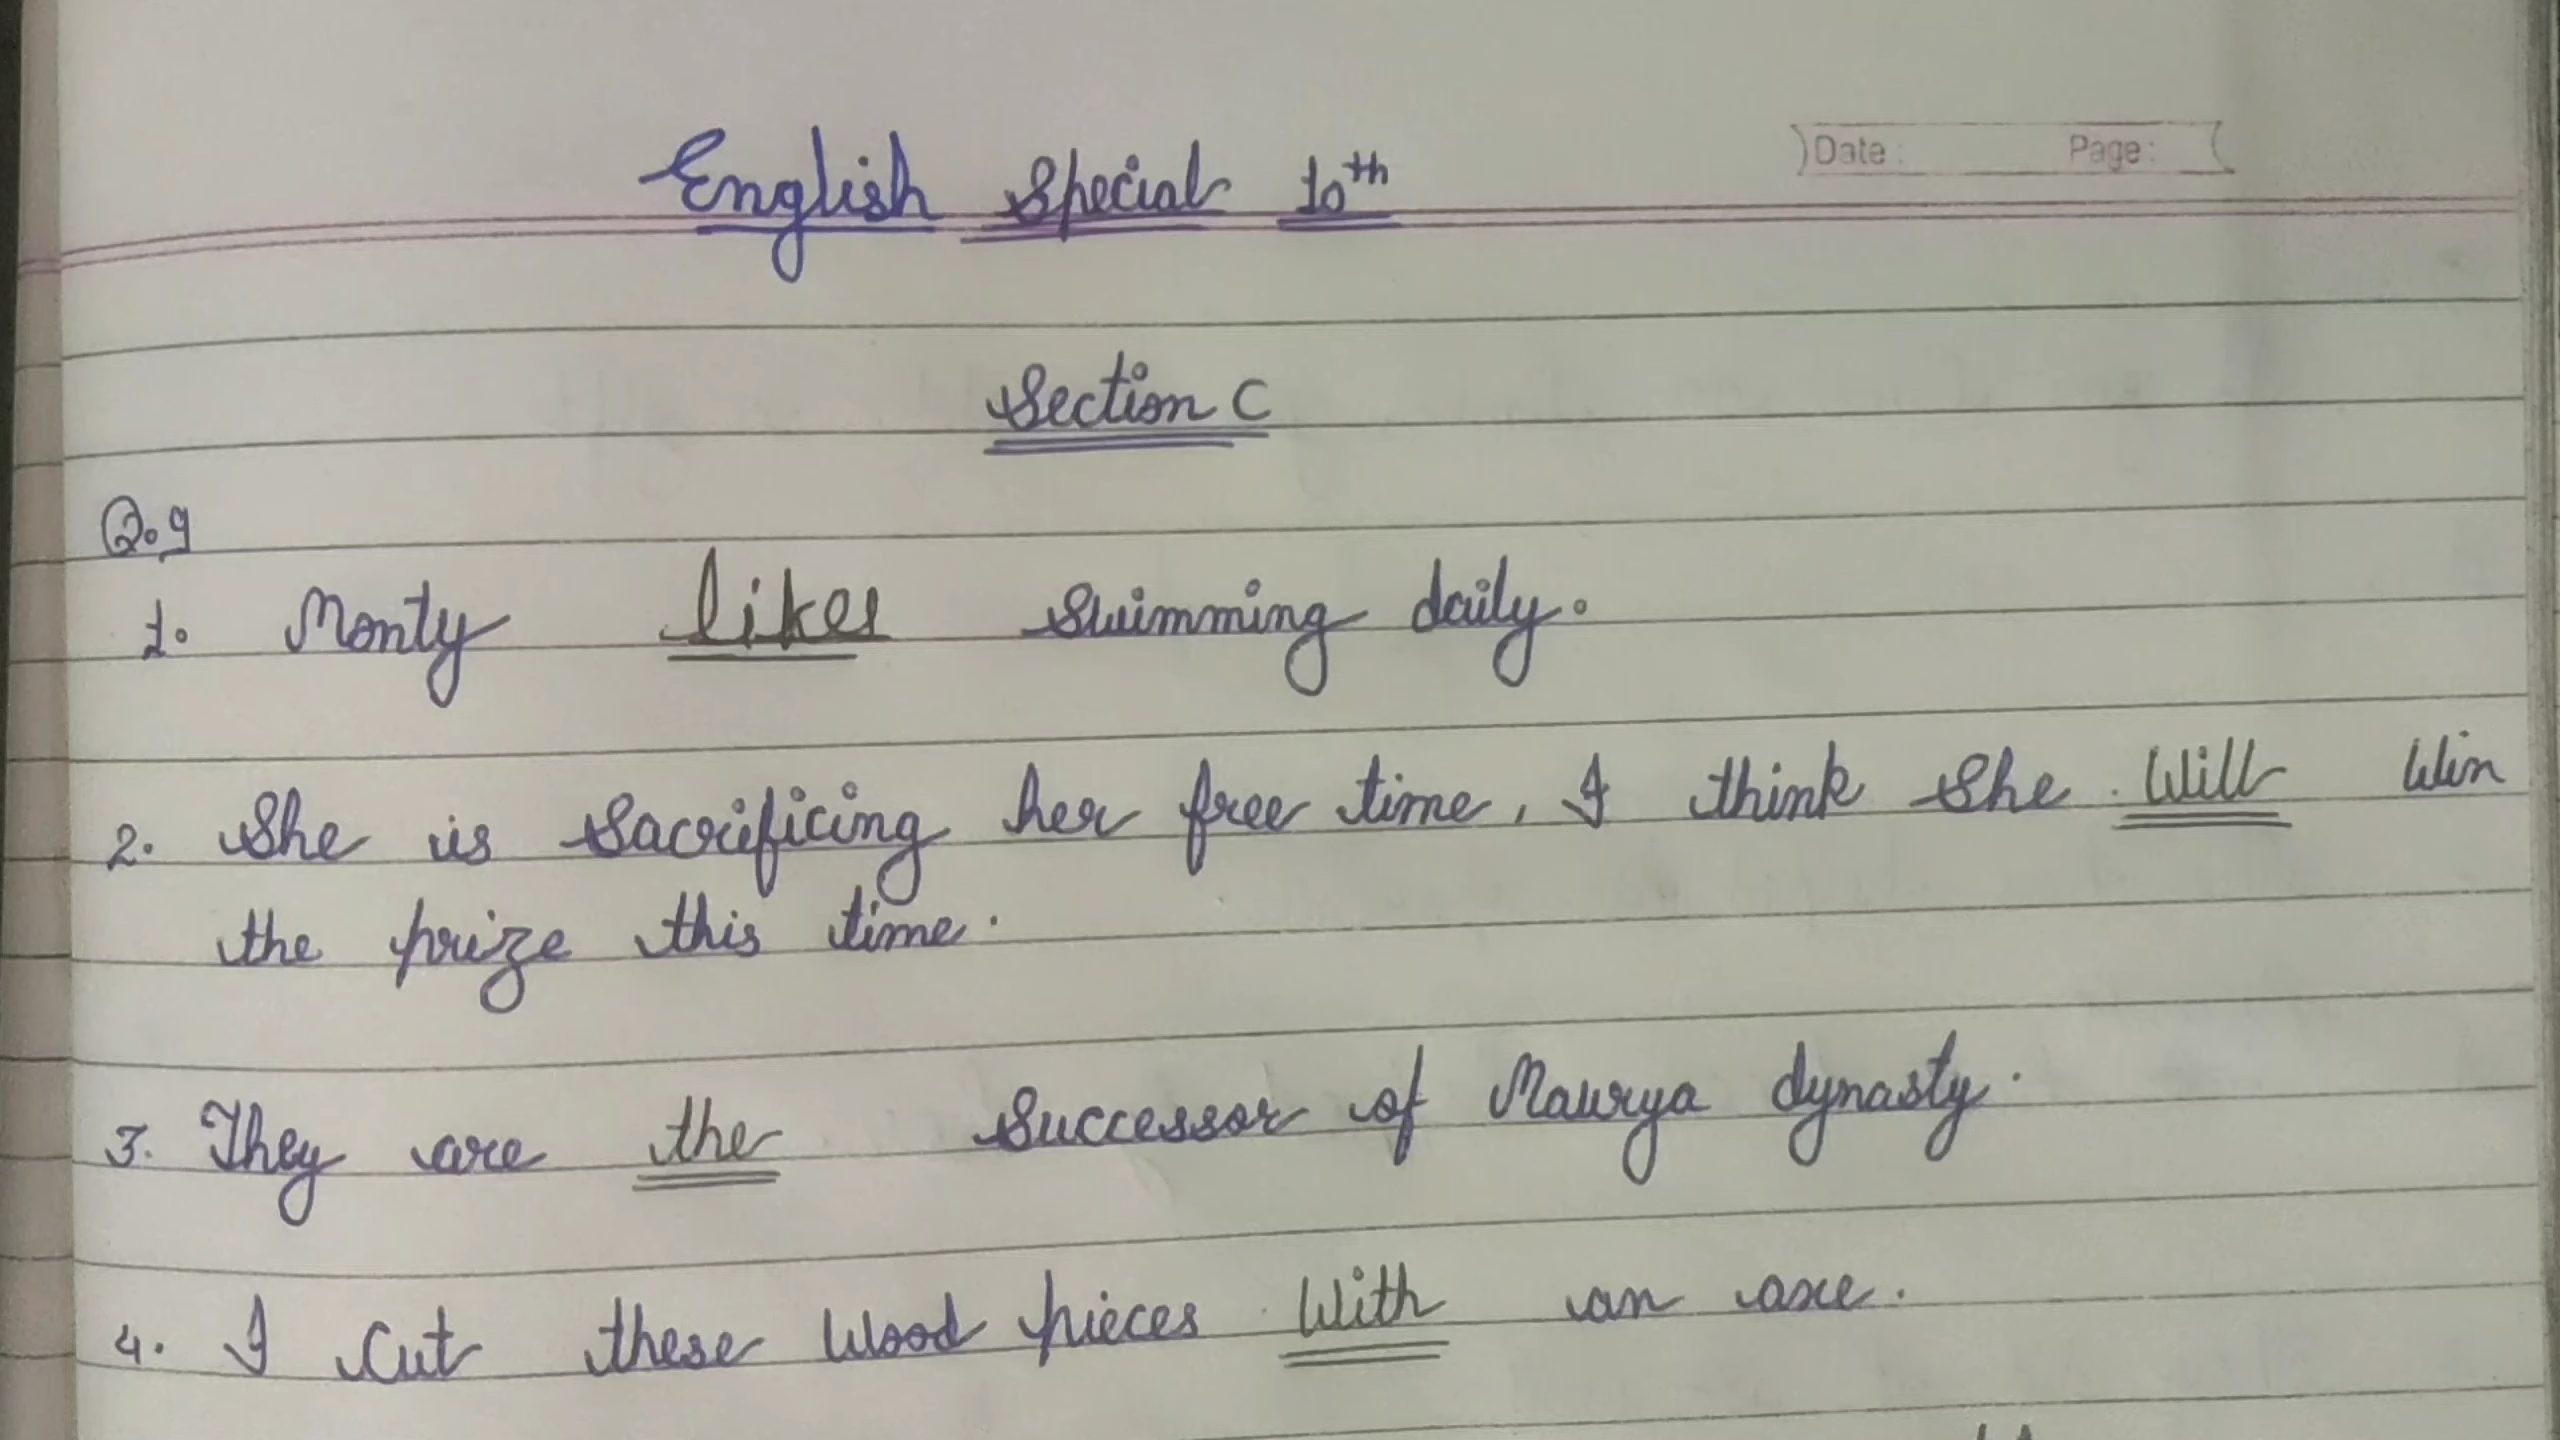 English Special 10th
Date: Page:
Section C
Q.9
1. Monty likes swimming daily.
2. She is sacrificing her free time, I think she will win
the prize this time.
3. They are the successor of Maurya dynasty.
4. I cut these wood pieces with an axe.